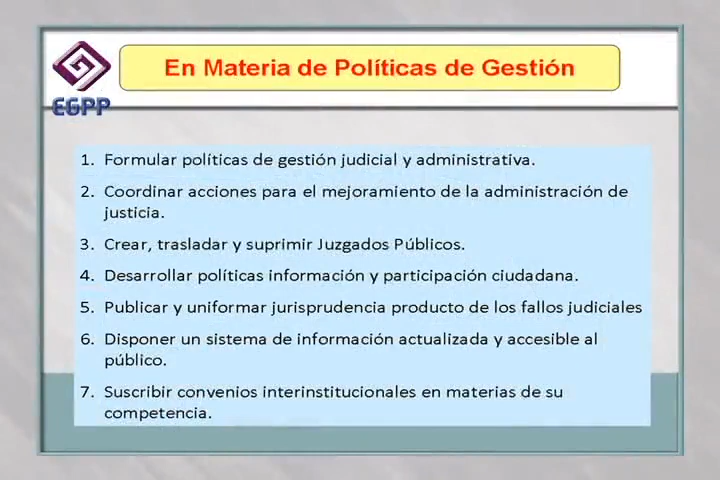 En Materia de Políticas de Gestión
EGPP
1. Formular políticas de gestión judicial y administrativa.
2. Coordinar acciones para el mejoramiento de la administración de
justicia.
3. Crear, trasladar y suprimir Juzgados Públicos.
4. Desarrollar políticas información y participación ciudadana.
5. Publicar y uniformar jurisprudencia producto de los fallos judiciales
6. Disponer un sistema de información actualizada y accesible al
público.
7. Suscribir convenios interinstitucionales en materias de su
competencia.